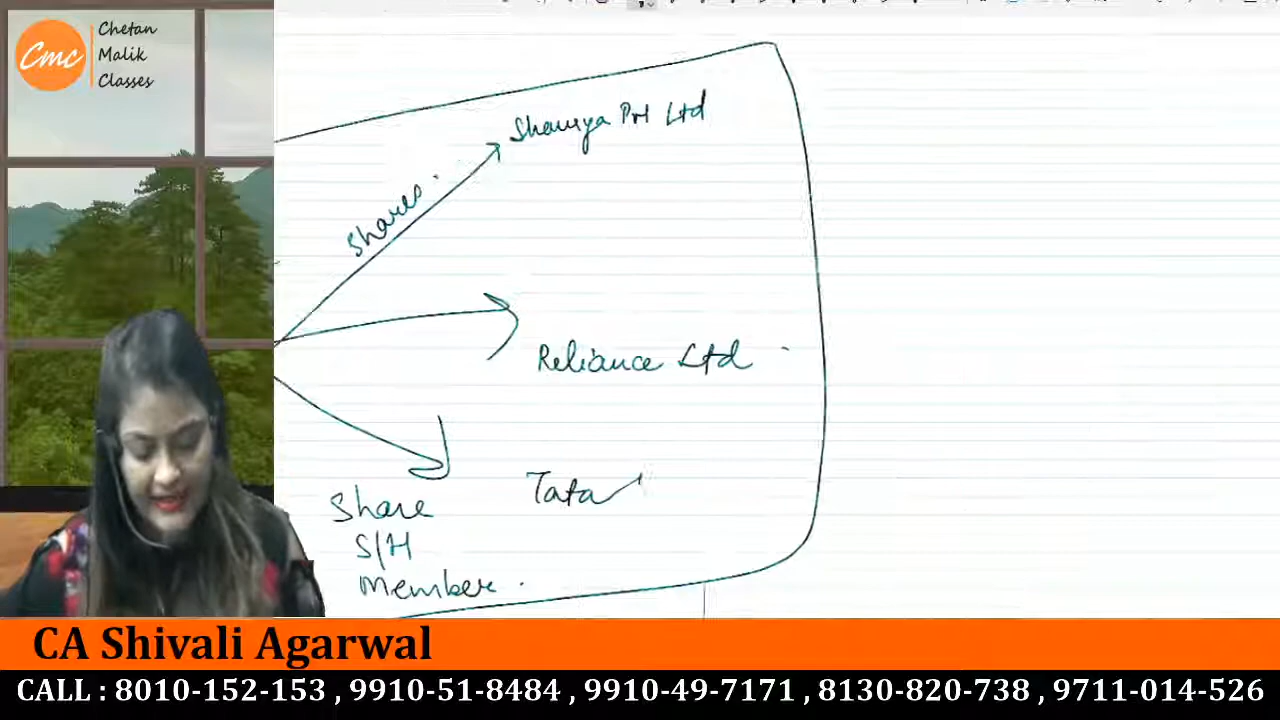 Chetan
Malik
Classes
CMC
Pvt Ltd
Shares
Reliance Ltd
Tata
Share
S/H
Member
CA Shivali Agarwal
CALL : 8010-152-153 , 9910-51-8484 , 9910-49-7171 , 8130-820-738 , 9711-014-526